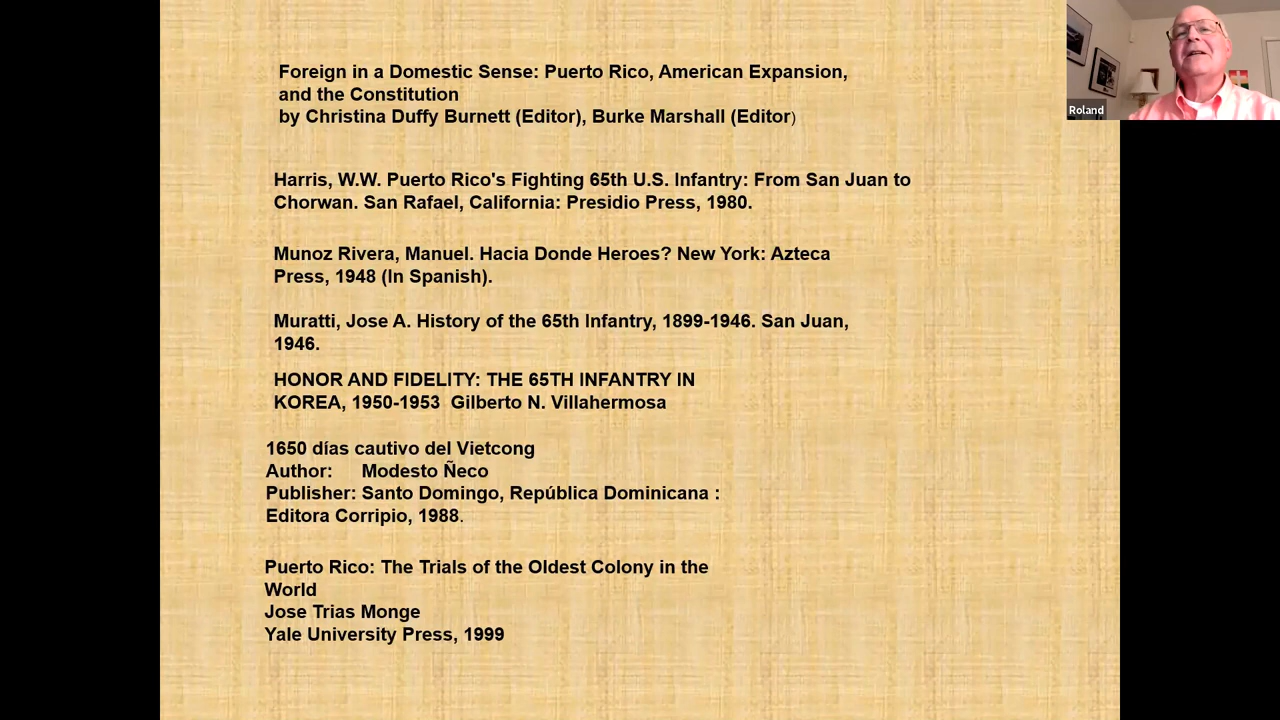 Foreign in a Domestic Sense: Puerto Rico, American Expansion,
and the Constitution
by Christina Duffy Burnett (Editor), Burke Marshall (Editor)
Harris, W.W. Puerto Rico's Fighting 65th U.S. Infantry: From San Juan to
Chorwan. San Rafael, California: Presidio Press, 1980.
Munoz Rivera, Manuel. Hacia Donde Heroes? New York: Azteca
Press, 1948 (In Spanish).
Muratti, Jose A. History of the 65th Infantry, 1899-1946. San Juan,
1946.
HONOR AND FIDELITY: THE 65TH INFANTRY IN
KOREA, 1950-1953 Gilberto N. Villahermosa
1650 días cautivo del Vietcong
Author: Modesto Ñeco
Publisher: Santo Domingo, República Dominicana :
Editora Corripio, 1988.
Puerto Rico: The Trials of the Oldest Colony in the
World
Jose Trias Monge
Yale University Press, 1999
Roland